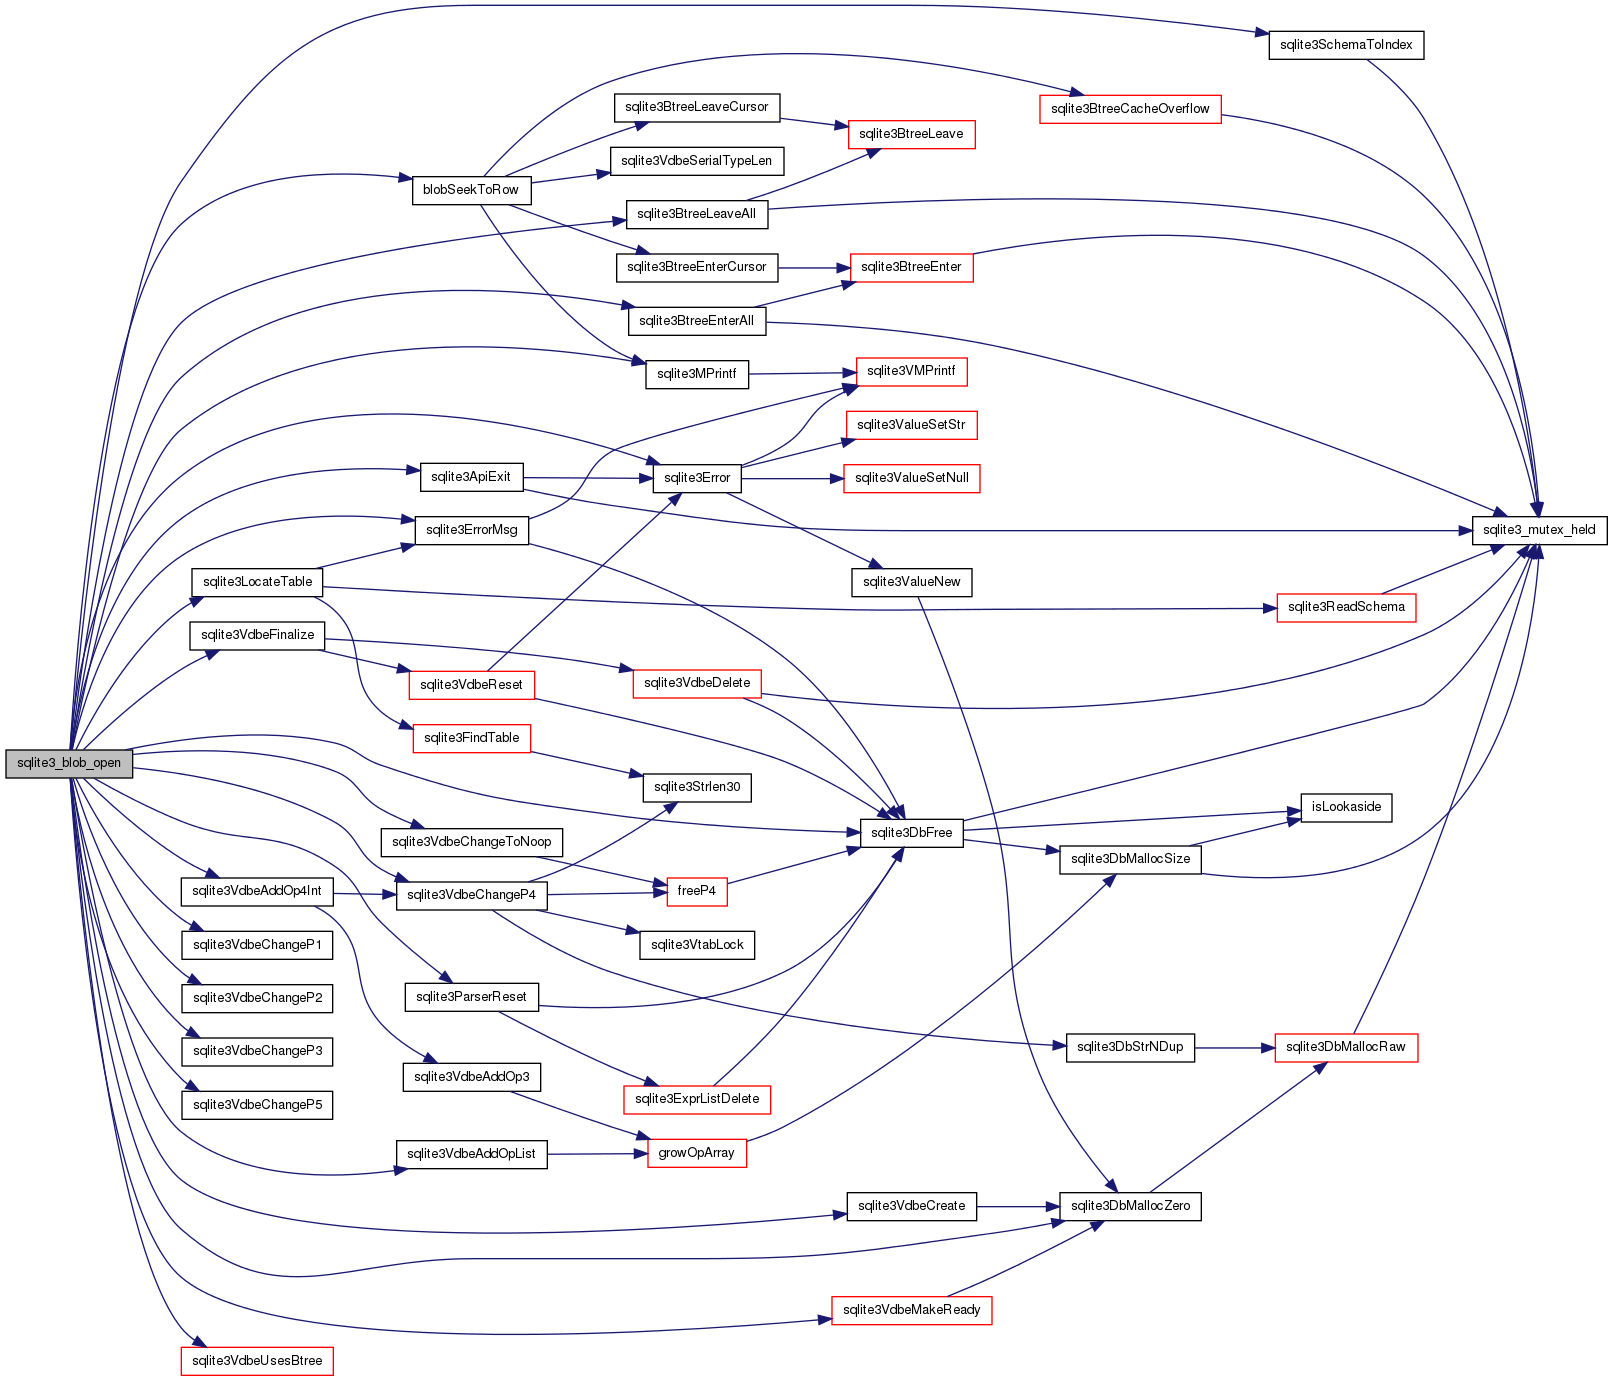 sqlite3SchemaToIndex
sqlite3BtreeLeaveCursor
sqlite3BtreeCacheOverflow
sqlite3BtreeLeave
sqlite3VdbeSerialTypeLen
blobSeekToRow
sqlite3BtreeLeaveAll
sqlite3BtreeEnterCursor
sqlite3BtreeEnter
sqlite3BtreeEnterAll
sqlite3MPrintf
sqlite3VMPrintf
sqlite3ValueSetStr
sqlite3ApiExit
sqlite3Error
sqlite3ValueSetNull
sqlite3ErrorMsg
sqlite3_mutex_held
sqlite3LocateTable
sqlite3ValueNew
sqlite3ReadSchema
sqlite3VdbeFinalize
sqlite3VdbeReset
sqlite3VdbeDelete
sqlite3FindTable
sqlite3_blob_open
sqlite3Strlen30
isLookaside
sqlite3VdbeChangeToNoop
sqlite3DbFree
sqlite3DbMallocSize
sqlite3VdbeAddOp4Int
sqlite3VdbeChangeP4
freeP4
sqlite3VdbeChangeP1
sqlite3VtabLock
sqlite3VdbeChangeP2
sqlite3ParserReset
sqlite3VdbeChangeP3
sqlite3DbStrNDup
sqlite3DbMallocRaw
sqlite3VdbeAddOp3
sqlite3VdbeChangeP5
sqlite3ExprListDelete
sqlite3VdbeAddOpList
growOpArray
sqlite3VdbeCreate
sqlite3DbMallocZero
sqlite3VdbeMakeReady
sqlite3VdbeUsesBtree